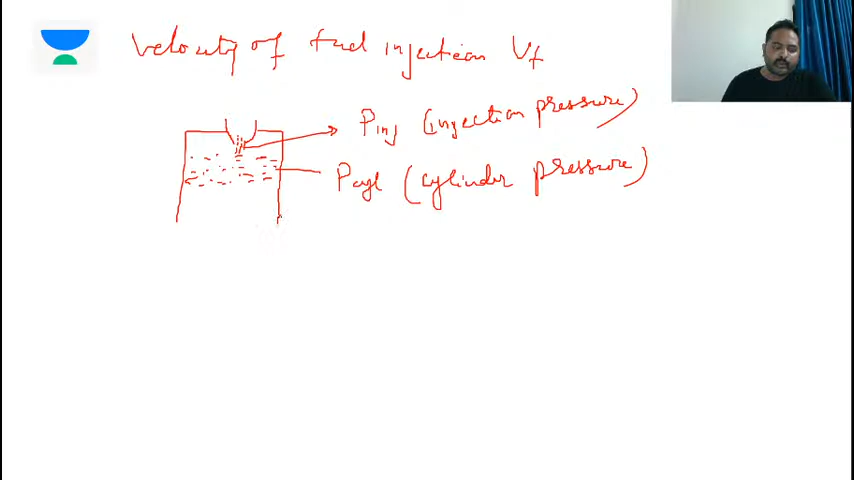 Velocity of fuel injection Vf
Pinj (injection pressure)
Pcyl (cylinder pressure)